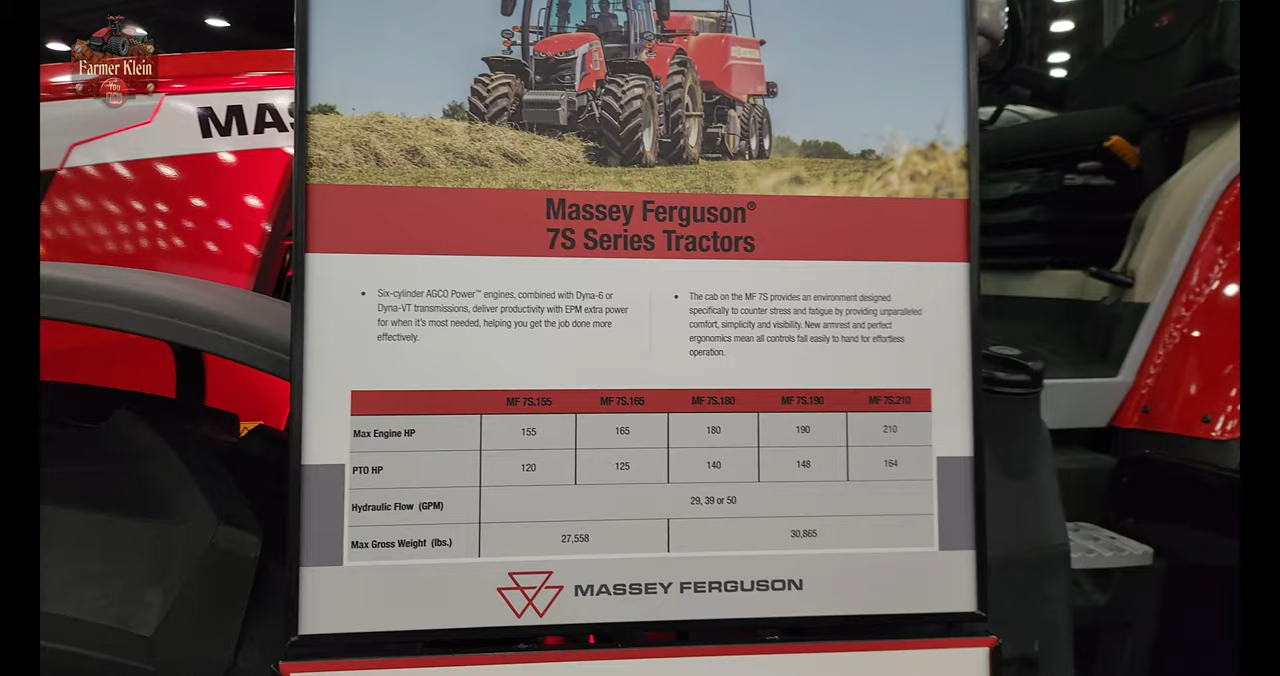 Farmer Klein
You
MAS
Massey Ferguson®
7S Series Tractors
• Six-cylinder AGCO Power™ engines, combined with Dyna-6 or
Dyna-VT transmissions, deliver productivity with EPM extra power
for when it's most needed, helping you get the job done more
effectively.
• The cab on the MF 7S provides an environment designed
specifically to counter stress and fatigue by providing unparalleled
comfort, simplicity and visibility. New armrest and perfect
ergonomics mean all controls fall easily to hand for effortless
operation.
MF 7S.155 MF 7S.165 MF 7S.180 MF 7S.190 MF 7S.210
Max Engine HP 155 165 180 190 210
PTO HP 120 125 140 148 164
Hydraulic Flow (GPM) 29, 39 or 50
Max Gross Weight (lbs.) 27,558 30,865
MASSEY FERGUSON